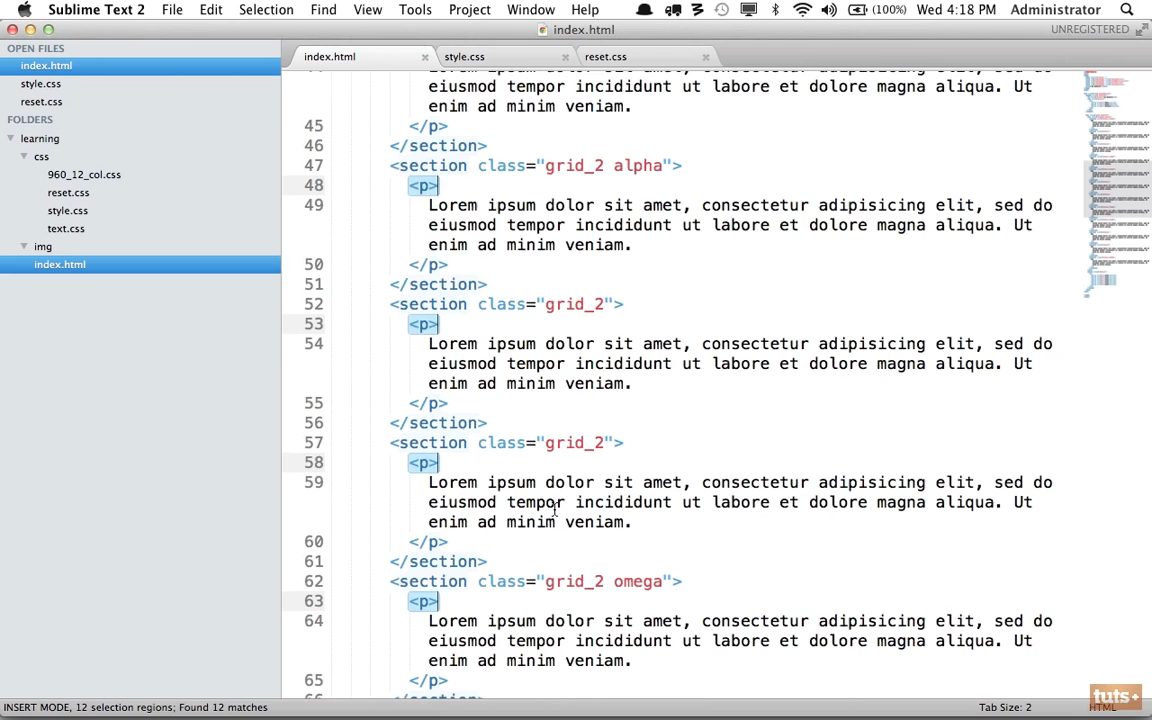 Sublime Text 2 File Edit Selection Find View Tools Project Window Help (100%) Wed 4:18 PM Administrator
index.html UNREGISTERED
OPEN FILES
index.html
style.css
reset.css
FOLDERS
learning
css
960_12_col.css
reset.css
style.css
text.css
img
index.html
index.html style.css reset.css
eiusmod tempor incididunt ut labore et dolore magna aliqua. Ut
enim ad minim veniam.
45 </p>
46 </section>
47 <section class="grid_2 alpha">
48 <p>
49 Lorem ipsum dolor sit amet, consectetur adipisicing elit, sed do
eiusmod tempor incididunt ut labore et dolore magna aliqua. Ut
enim ad minim veniam.
50 </p>
51 </section>
52 <section class="grid_2">
53 <p>
54 Lorem ipsum dolor sit amet, consectetur adipisicing elit, sed do
eiusmod tempor incididunt ut labore et dolore magna aliqua. Ut
enim ad minim veniam.
55 </p>
56 </section>
57 <section class="grid_2">
58 <p>
59 Lorem ipsum dolor sit amet, consectetur adipisicing elit, sed do
eiusmod tempor incididunt ut labore et dolore magna aliqua. Ut
enim ad minim veniam.
60 </p>
61 </section>
62 <section class="grid_2 omega">
63 <p>
64 Lorem ipsum dolor sit amet, consectetur adipisicing elit, sed do
eiusmod tempor incididunt ut labore et dolore magna aliqua. Ut
enim ad minim veniam.
65 </p>
INSERT MODE, 12 selection regions; Found 12 matches Tab Size: 2 HTML
tuts+